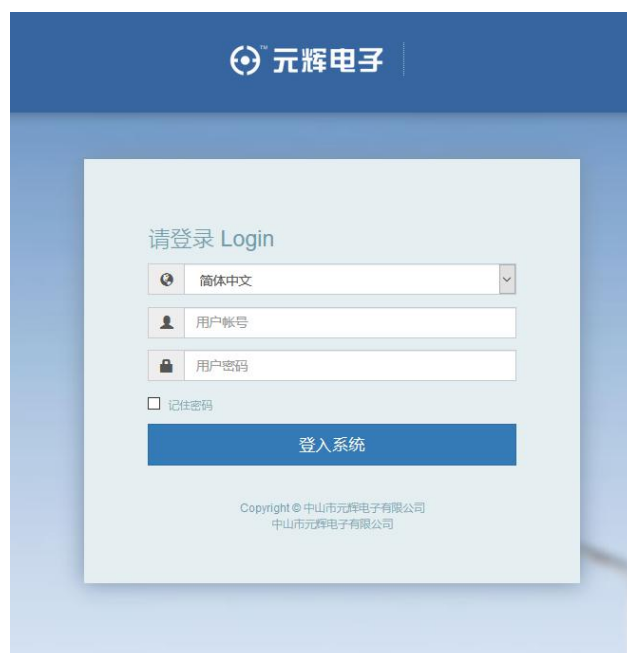 ™ 元辉电子
请登录 Login
简体中文
用户帐号
用户密码
记住密码
登入系统
Copyright © 中山市元辉电子有限公司
中山市元辉电子有限公司